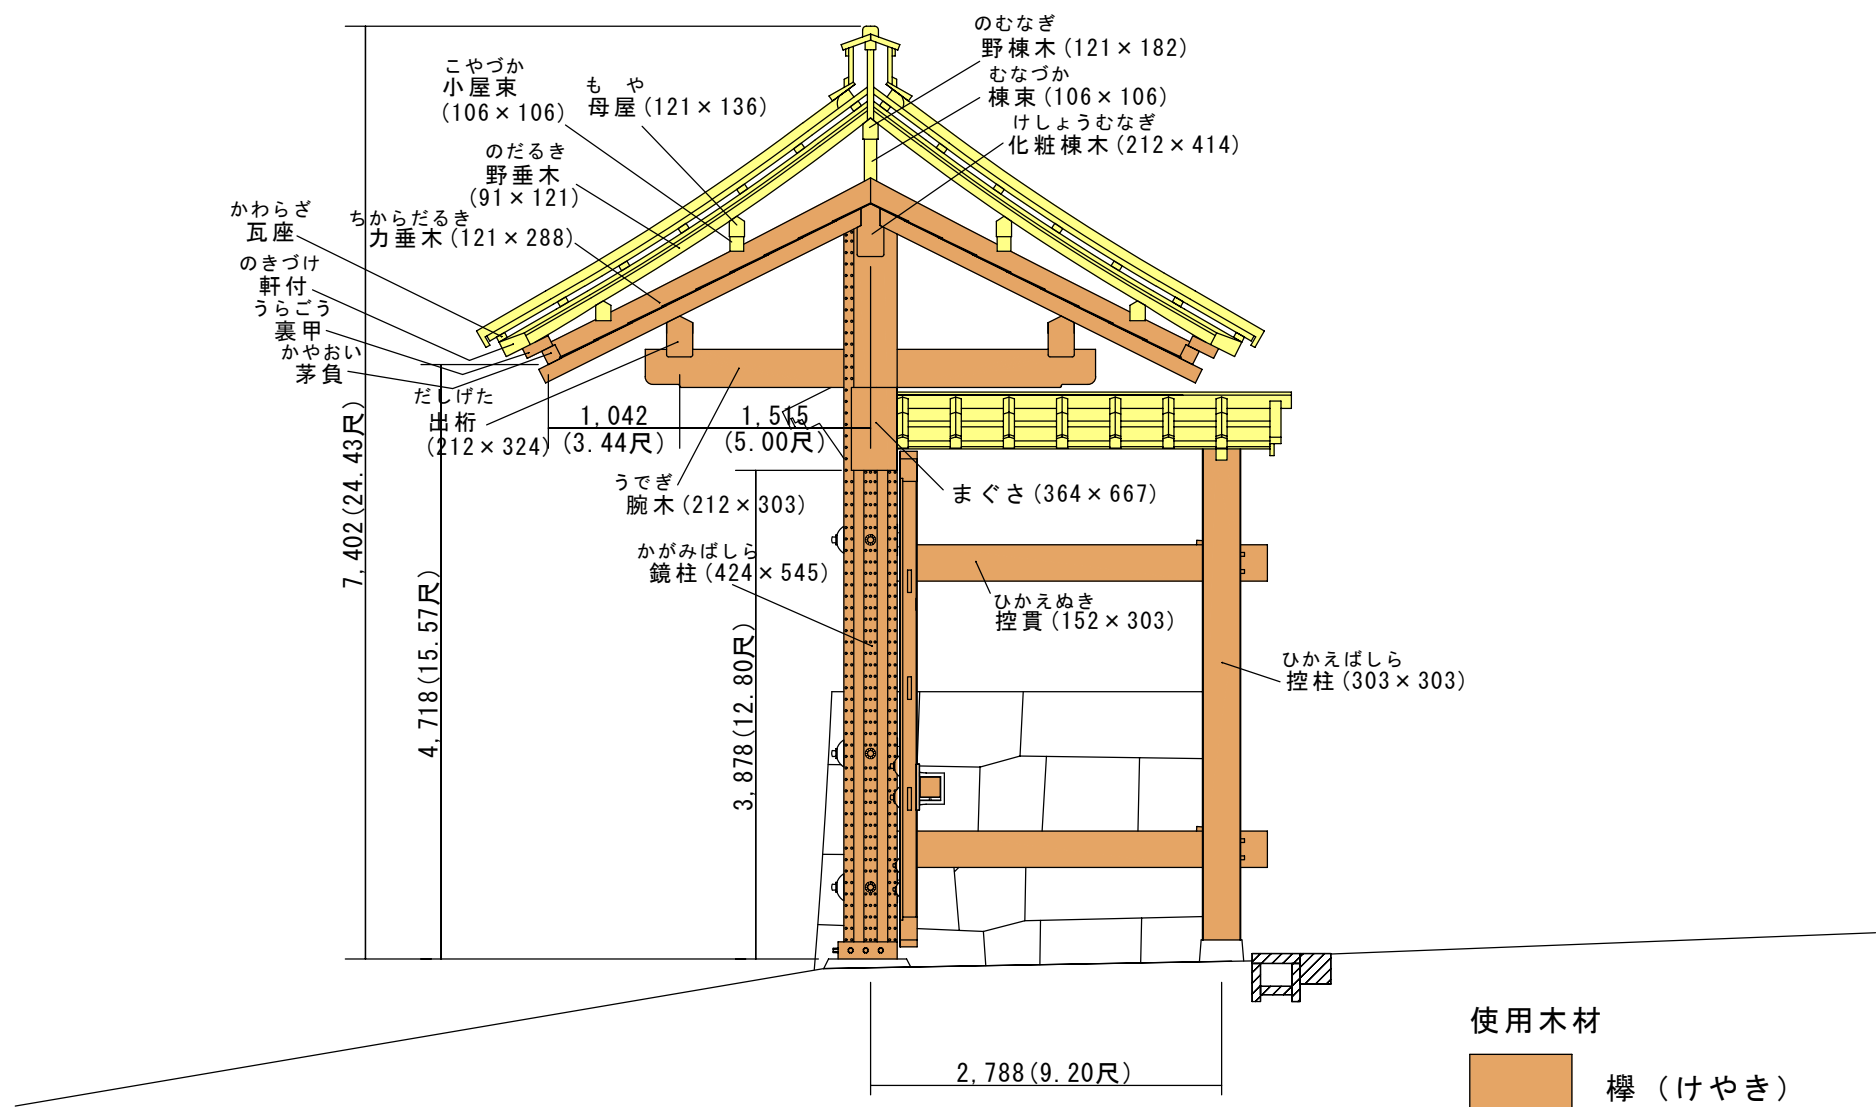 のむなぎ
野棟木(121×182)
むなづか
棟束(106×106)
けしょうむなぎ
化粧棟木(212×414)
こやづか
小屋束
(106×106)
もや
母屋(121×136)
のだるき
野垂木
(91×121)
ちからだるき
力垂木(121×288)
かわらざ
瓦座
のきづけ
軒付
うらごう
裏甲
かやおい
茅負
だしげた
出桁
(212×324)
1,042
(3.44尺)
1,515
(5.00尺)
うでぎ
腕木(212×303)
まぐさ(364×667)
かがみばしら
鏡柱(424×545)
ひかえぬき
控貫(152×303)
ひかえばしら
控柱(303×303)
7,402(24.43尺)
4,718(15.57尺)
3,878(12.80尺)
2,788(9.20尺)
使用木材
欅（けやき）